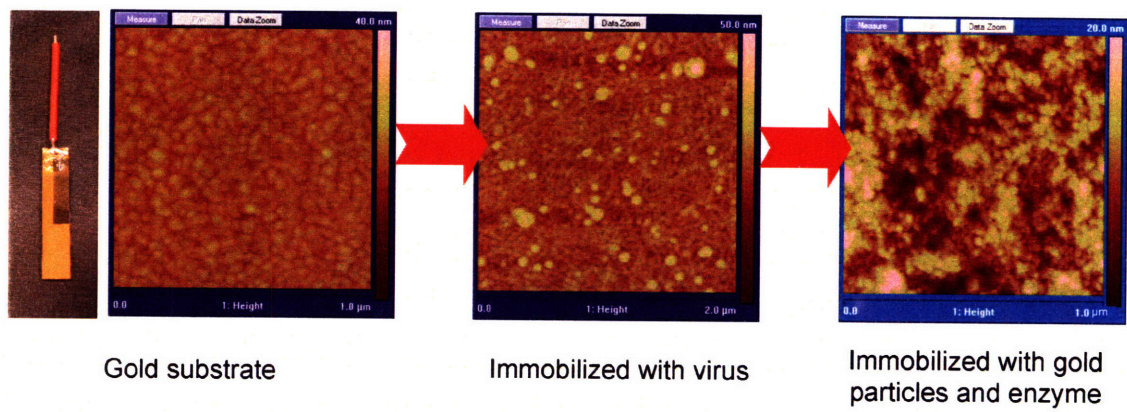 Measure Pan Data Zoom 40.0 nm
0.0 1: Height 1.0 µm
Gold substrate
Measure Data Zoom 50.0 nm
0.0 1: Height 2.0 µm
Immobilized with virus
Measure Data Zoom 20.0 nm
0.0 1: Height 1.0 µm
Immobilized with gold
particles and enzyme